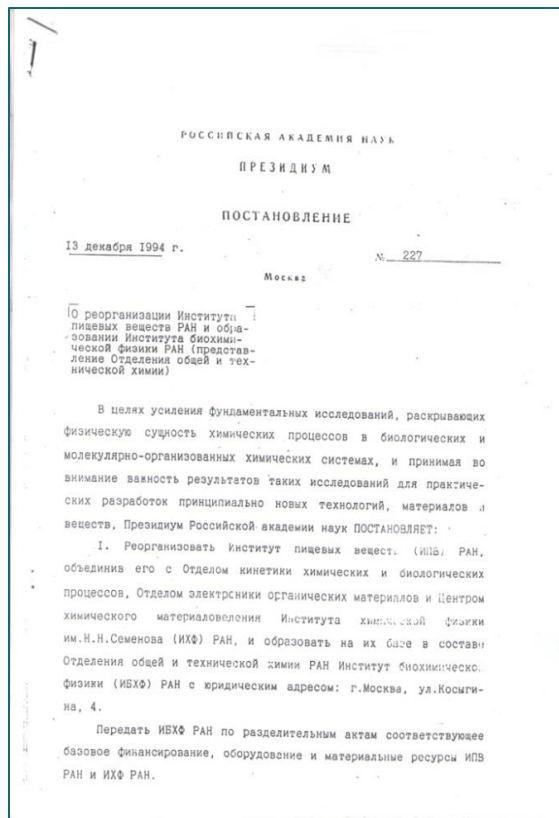 РОССИЙСКАЯ АКАДЕМИЯ НАУК
ПРЕЗИДИУМ
ПОСТАНОВЛЕНИЕ
13 декабря 1994 г.
№ 227
Москва
О реорганизации Института
пищевых веществ РАН и обра-
зовании Института биохими-
ческой физики РАН (представ-
ление Отделения общей и тех-
нической химии)
В целях усиления фундаментальных исследований, раскрывающих
физическую сущность химических процессов в биологических и
молекулярно-организованных химических системах, и принимая во
внимание важность результатов таких исследований для практиче-
ских разработок принципиально новых технологий, материалов и
веществ, Президиум Российской академии наук ПОСТАНОВЛЯЕТ:
I. Реорганизовать Институт пищевых веществ (ИПВ) РАН,
объединив его с Отделом кинетики химических и биологических
процессов, Отделом электроники органических материалов и Центром
химического материаловедения Института химической физики
им.Н.Н.Семенова (ИХФ) РАН, и образовать на их базе в составе
Отделения общей и технической химии РАН Институт биохимической
физики (ИБХФ) РАН с юридическим адресом: г.Москва, ул.Косыги-
на, 4.
Передать ИБХФ РАН по разделительным актам соответствующее
базовое финансирование, оборудование и материальные ресурсы ИПВ
РАН и ИХФ РАН.